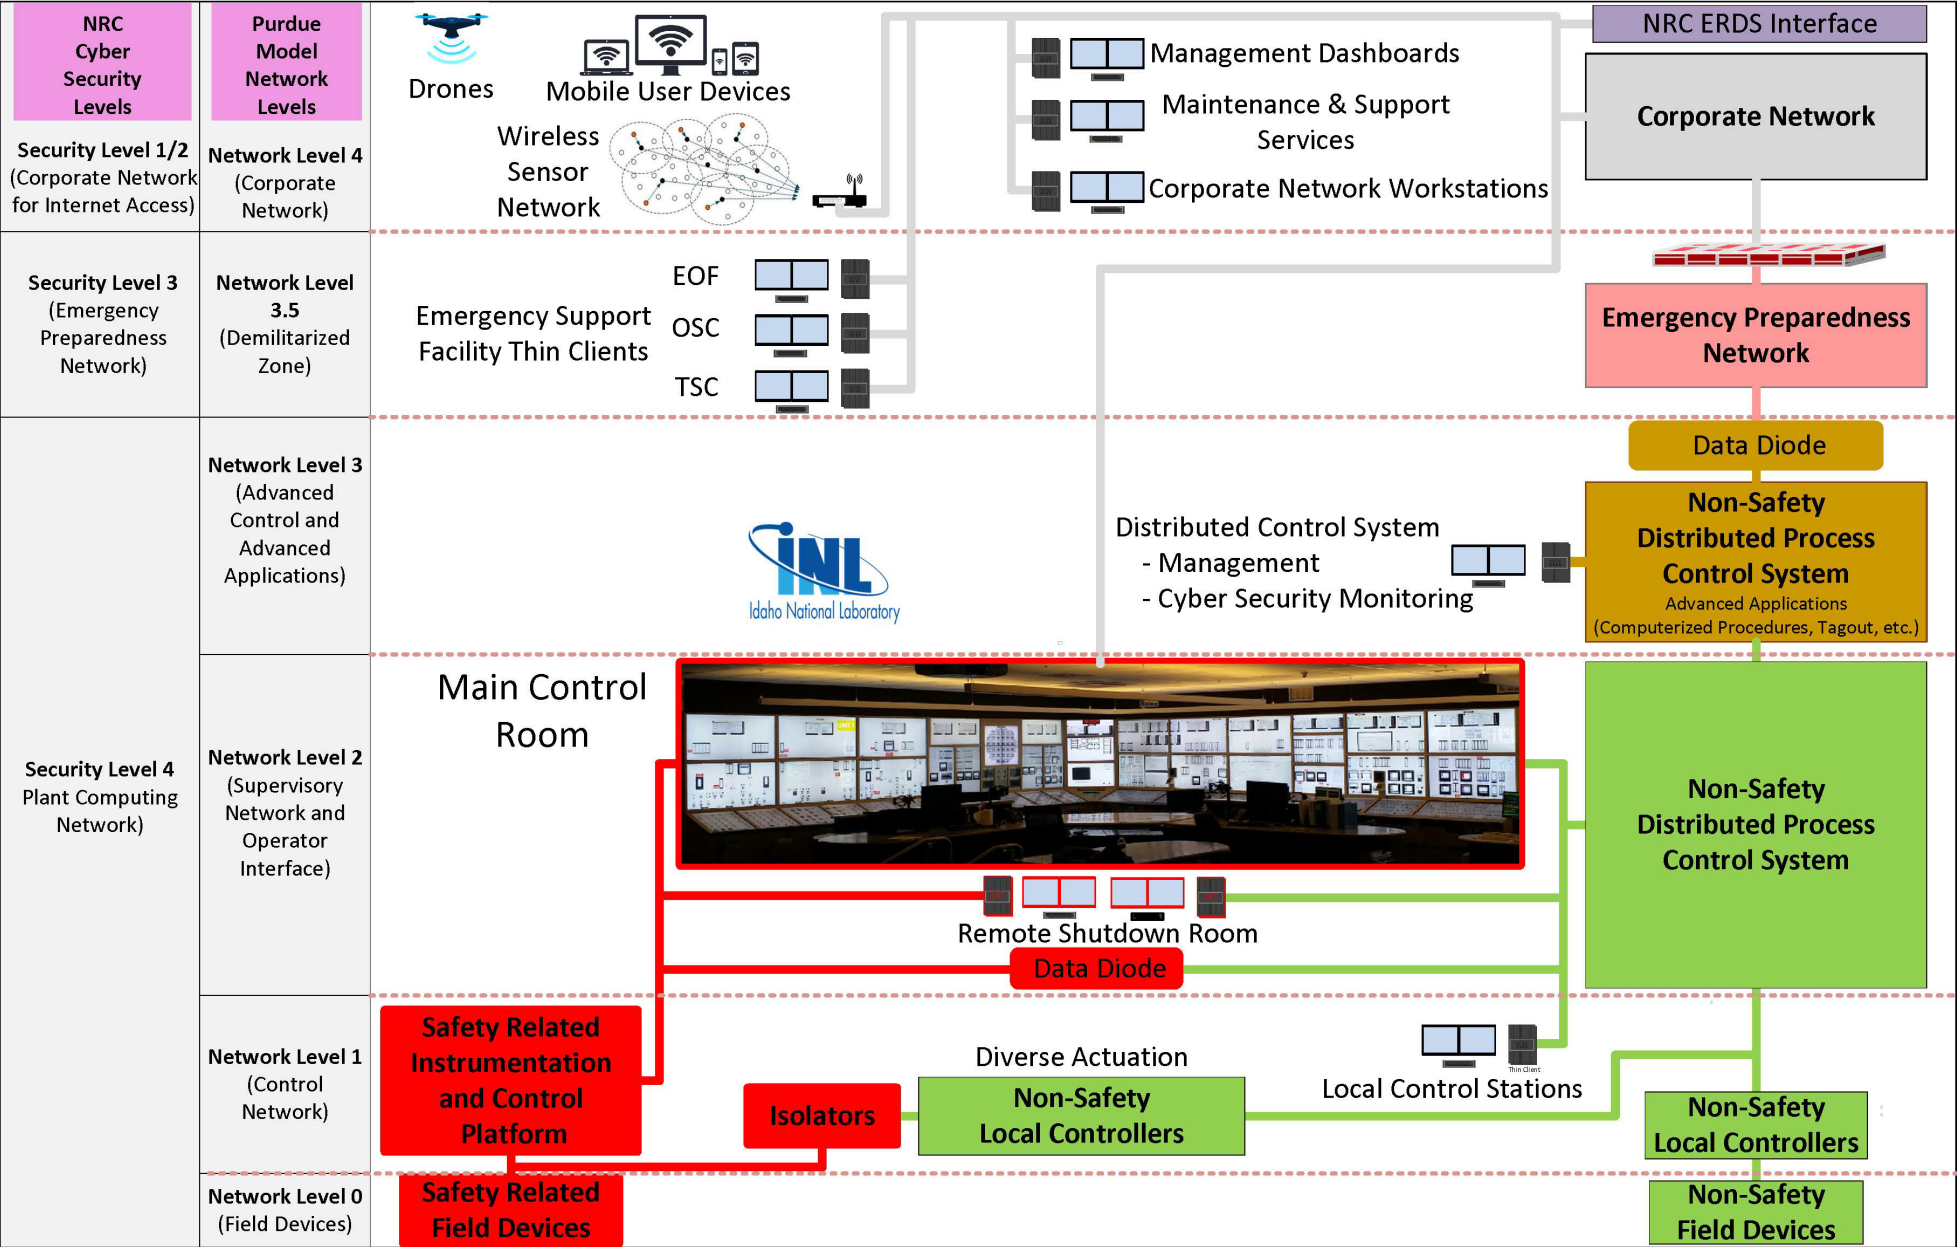 NRC
Cyber
Security
Levels
Purdue
Model
Network
Levels
Security Level 1/2
(Corporate Network
for Internet Access)
Network Level 4
(Corporate
Network)
Drones
Mobile User Devices
Wireless
Sensor
Network
Management Dashboards
Maintenance & Support
Services
Corporate Network Workstations
NRC ERDS Interface
Corporate Network
Security Level 3
(Emergency
Preparedness
Network)
Network Level
3.5
(Demilitarized
Zone)
Emergency Support
Facility Thin Clients
EOF
OSC
TSC
Emergency Preparedness
Network
Security Level 4
Plant Computing
Network)
Network Level 3
(Advanced
Control and
Advanced
Applications)
INL
Idaho National Laboratory
Distributed Control System
- Management
- Cyber Security Monitoring
Data Diode
Non-Safety
Distributed Process
Control System
Advanced Applications
(Computerized Procedures, Tagout, etc.)
Network Level 2
(Supervisory
Network and
Operator
Interface)
Main Control
Room
Remote Shutdown Room
Data Diode
Non-Safety
Distributed Process
Control System
Network Level 1
(Control
Network)
Safety Related
Instrumentation
and Control
Platform
Isolators
Diverse Actuation
Non-Safety
Local Controllers
Thin Client
Local Control Stations
Non-Safety
Local Controllers
Network Level 0
(Field Devices)
Safety Related
Field Devices
Non-Safety
Field Devices